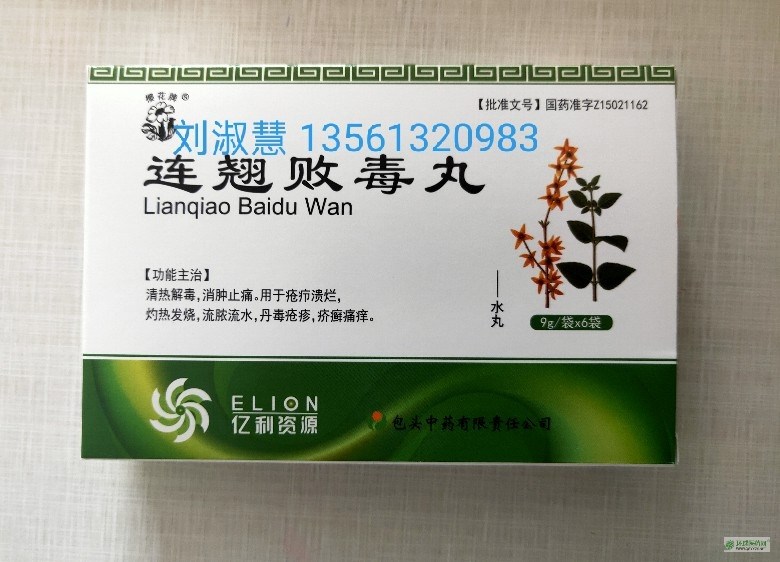 【批准文号】国药准字Z15021162
刘淑慧 13561320983
连翘败毒丸
Lianqiao Baidu Wan
【功能主治】
清热解毒,消肿止痛。用于疮疖溃烂,
灼热发烧,流脓流水,丹毒疮疹,疥癣痛痒。
水丸
9g/袋x6袋
ELION
亿利资源
包头中药有限责任公司